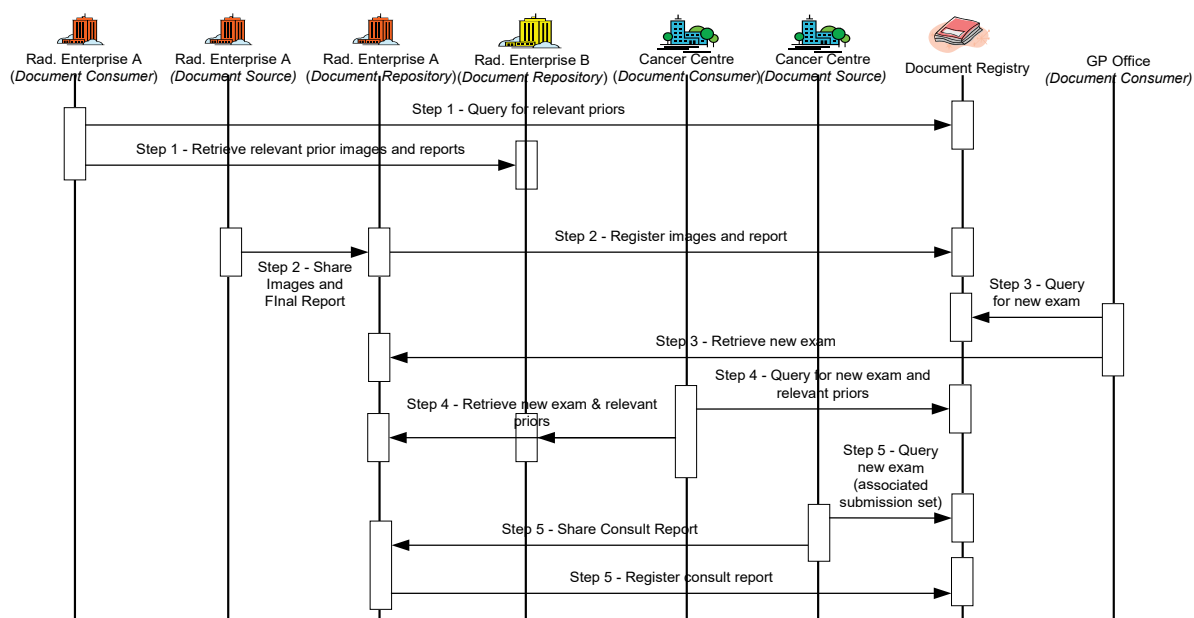 Rad. Enterprise A
(Document Consumer)
Rad. Enterprise A
(Document Source)
Rad. Enterprise A
(Document Repository)
Rad. Enterprise B
(Document Repository)
Cancer Centre
(Document Consumer)
Cancer Centre
(Document Source)
Document Registry
GP Office
(Document Consumer)
Step 1 - Query for relevant priors
Step 1 - Retrieve relevant prior images and reports
Step 2 - Register images and report
Step 2 - Share
Images and
FInal Report
Step 3 - Query
for new exam
Step 3 - Retrieve new exam
Step 4 - Query for new exam and
relevant priors
Step 4 - Retrieve new exam & relevant
priors
Step 5 - Query
new exam
(associated
submission set)
Step 5 - Share Consult Report
Step 5 - Register consult report